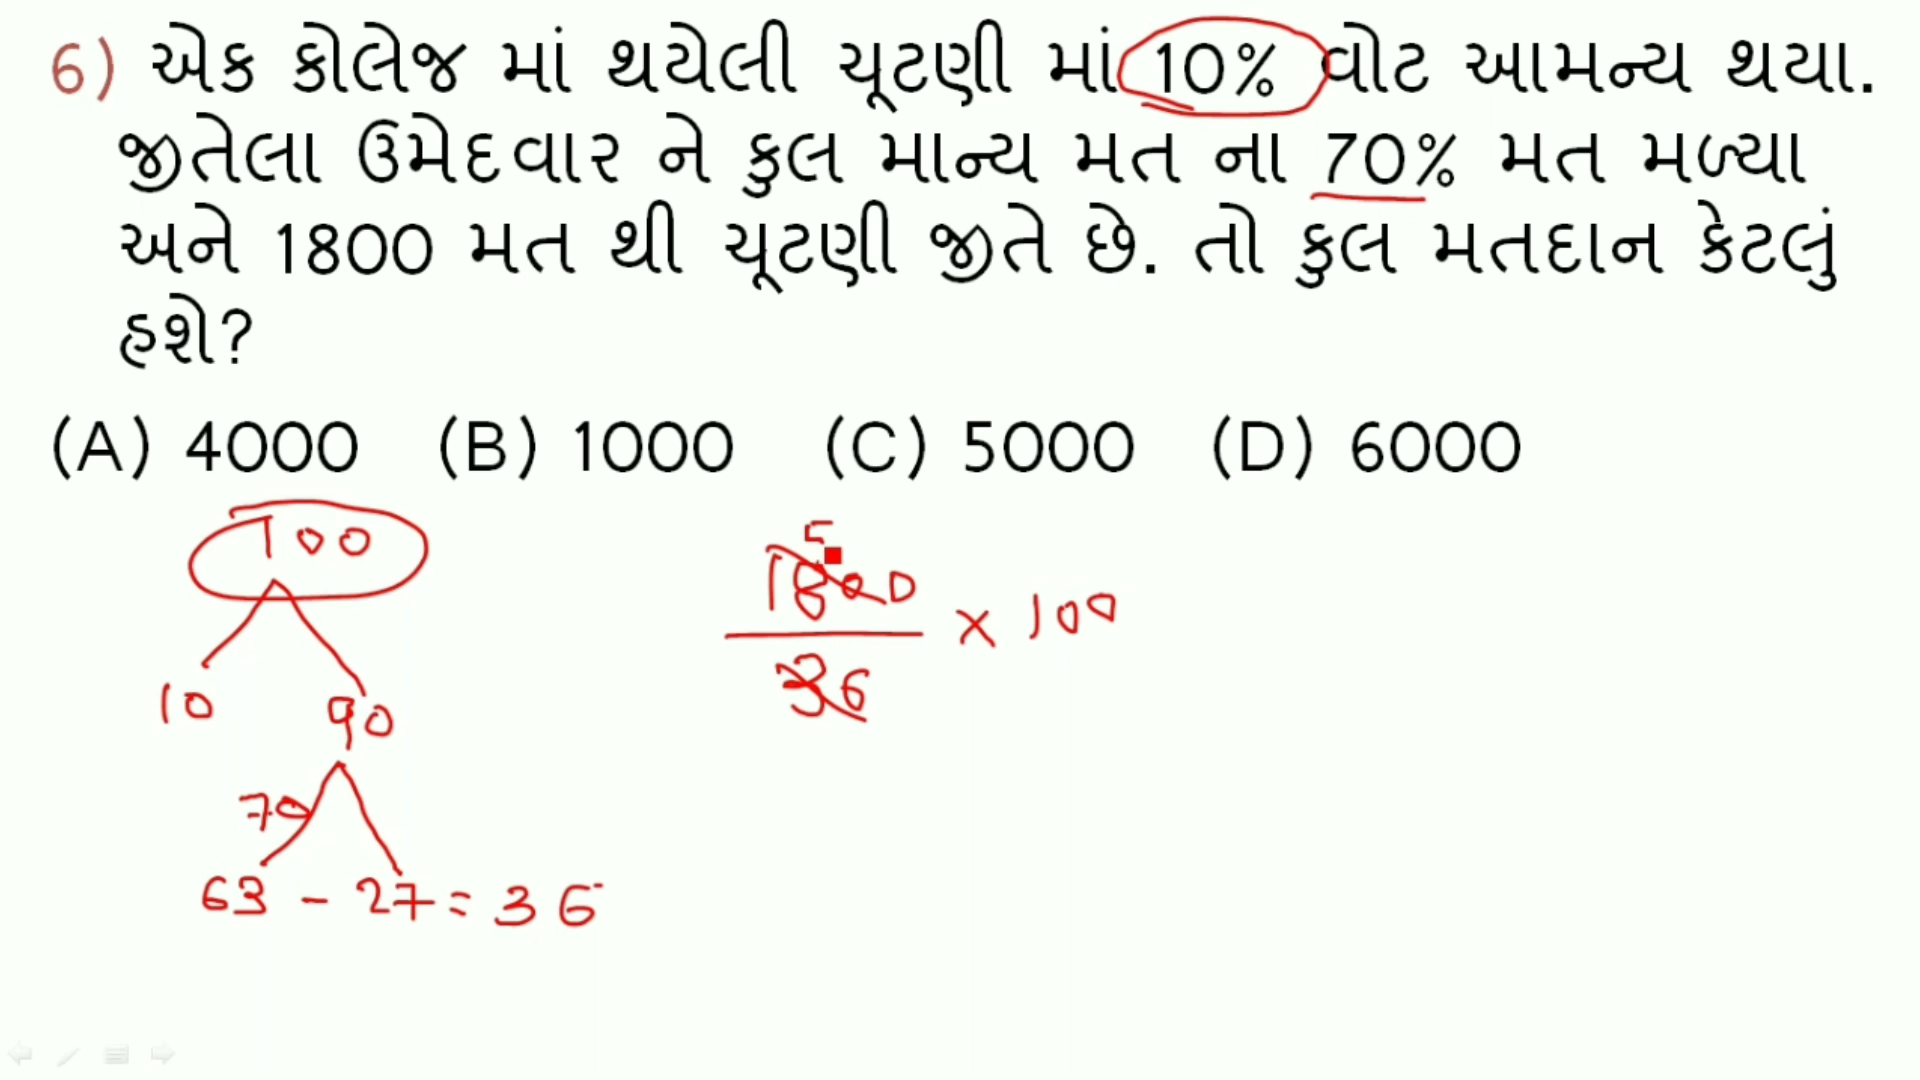 6) એક કોલેજ માં થયેલી ચૂટણી માં 10% વોટ આમન્ય થયા.
જીતેલા ઉમેદવાર ને કુલ માન્ય મત ના 70% મત મળ્યા
અને 1800 મત થી ચૂટણી જીતે છે. તો કુલ મતદાન કેટલું
હશે?
(A) 4000 (B) 1000 (C) 5000 (D) 6000
100
10 90
70
63 - 27 = 36
5
1800
36
× 100